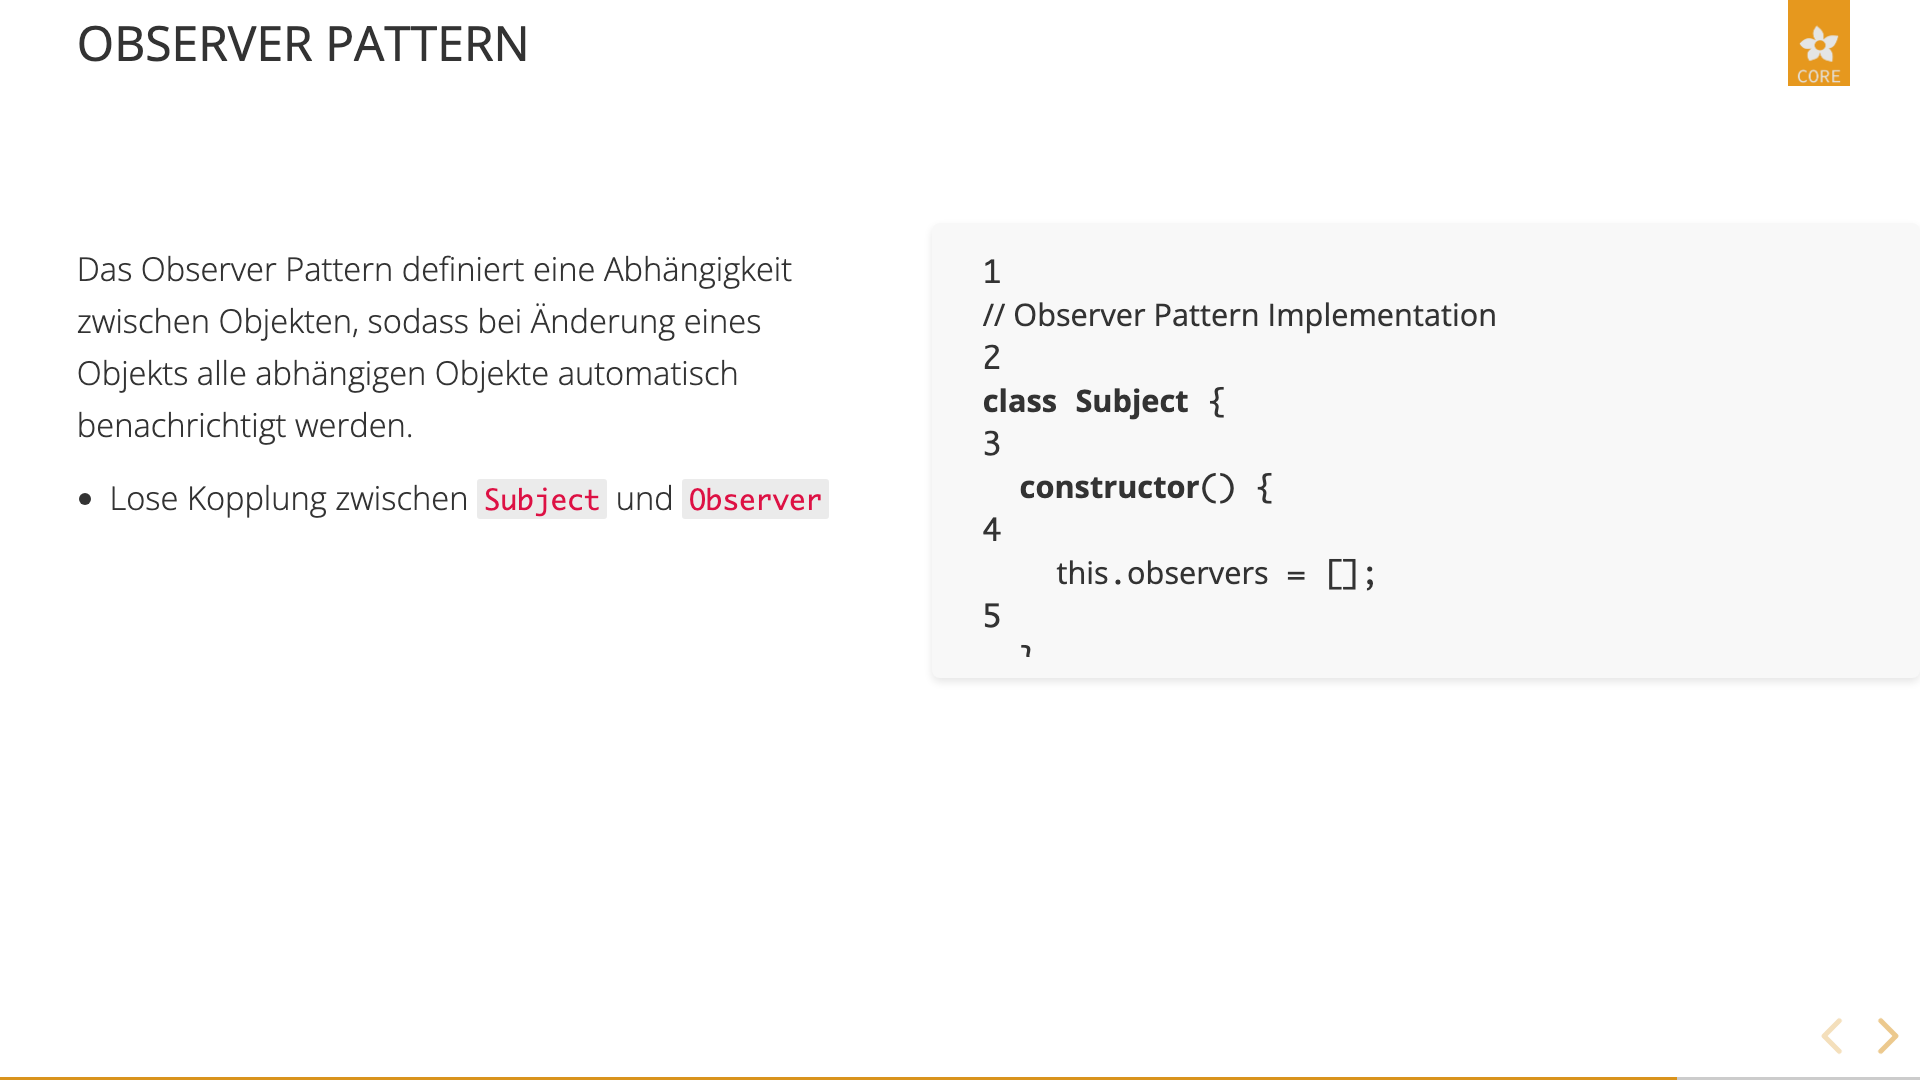 OBSERVER PATTERN
CORE
Das Observer Pattern definiert eine Abhängigkeit
zwischen Objekten, sodass bei Änderung eines
Objekts alle abhängigen Objekte automatisch
benachrichtigt werden.
• Lose Kopplung zwischen Subject und Observer
1
// Observer Pattern Implementation
2
class Subject {
3
  constructor() {
4
    this.observers = [];
5
  }